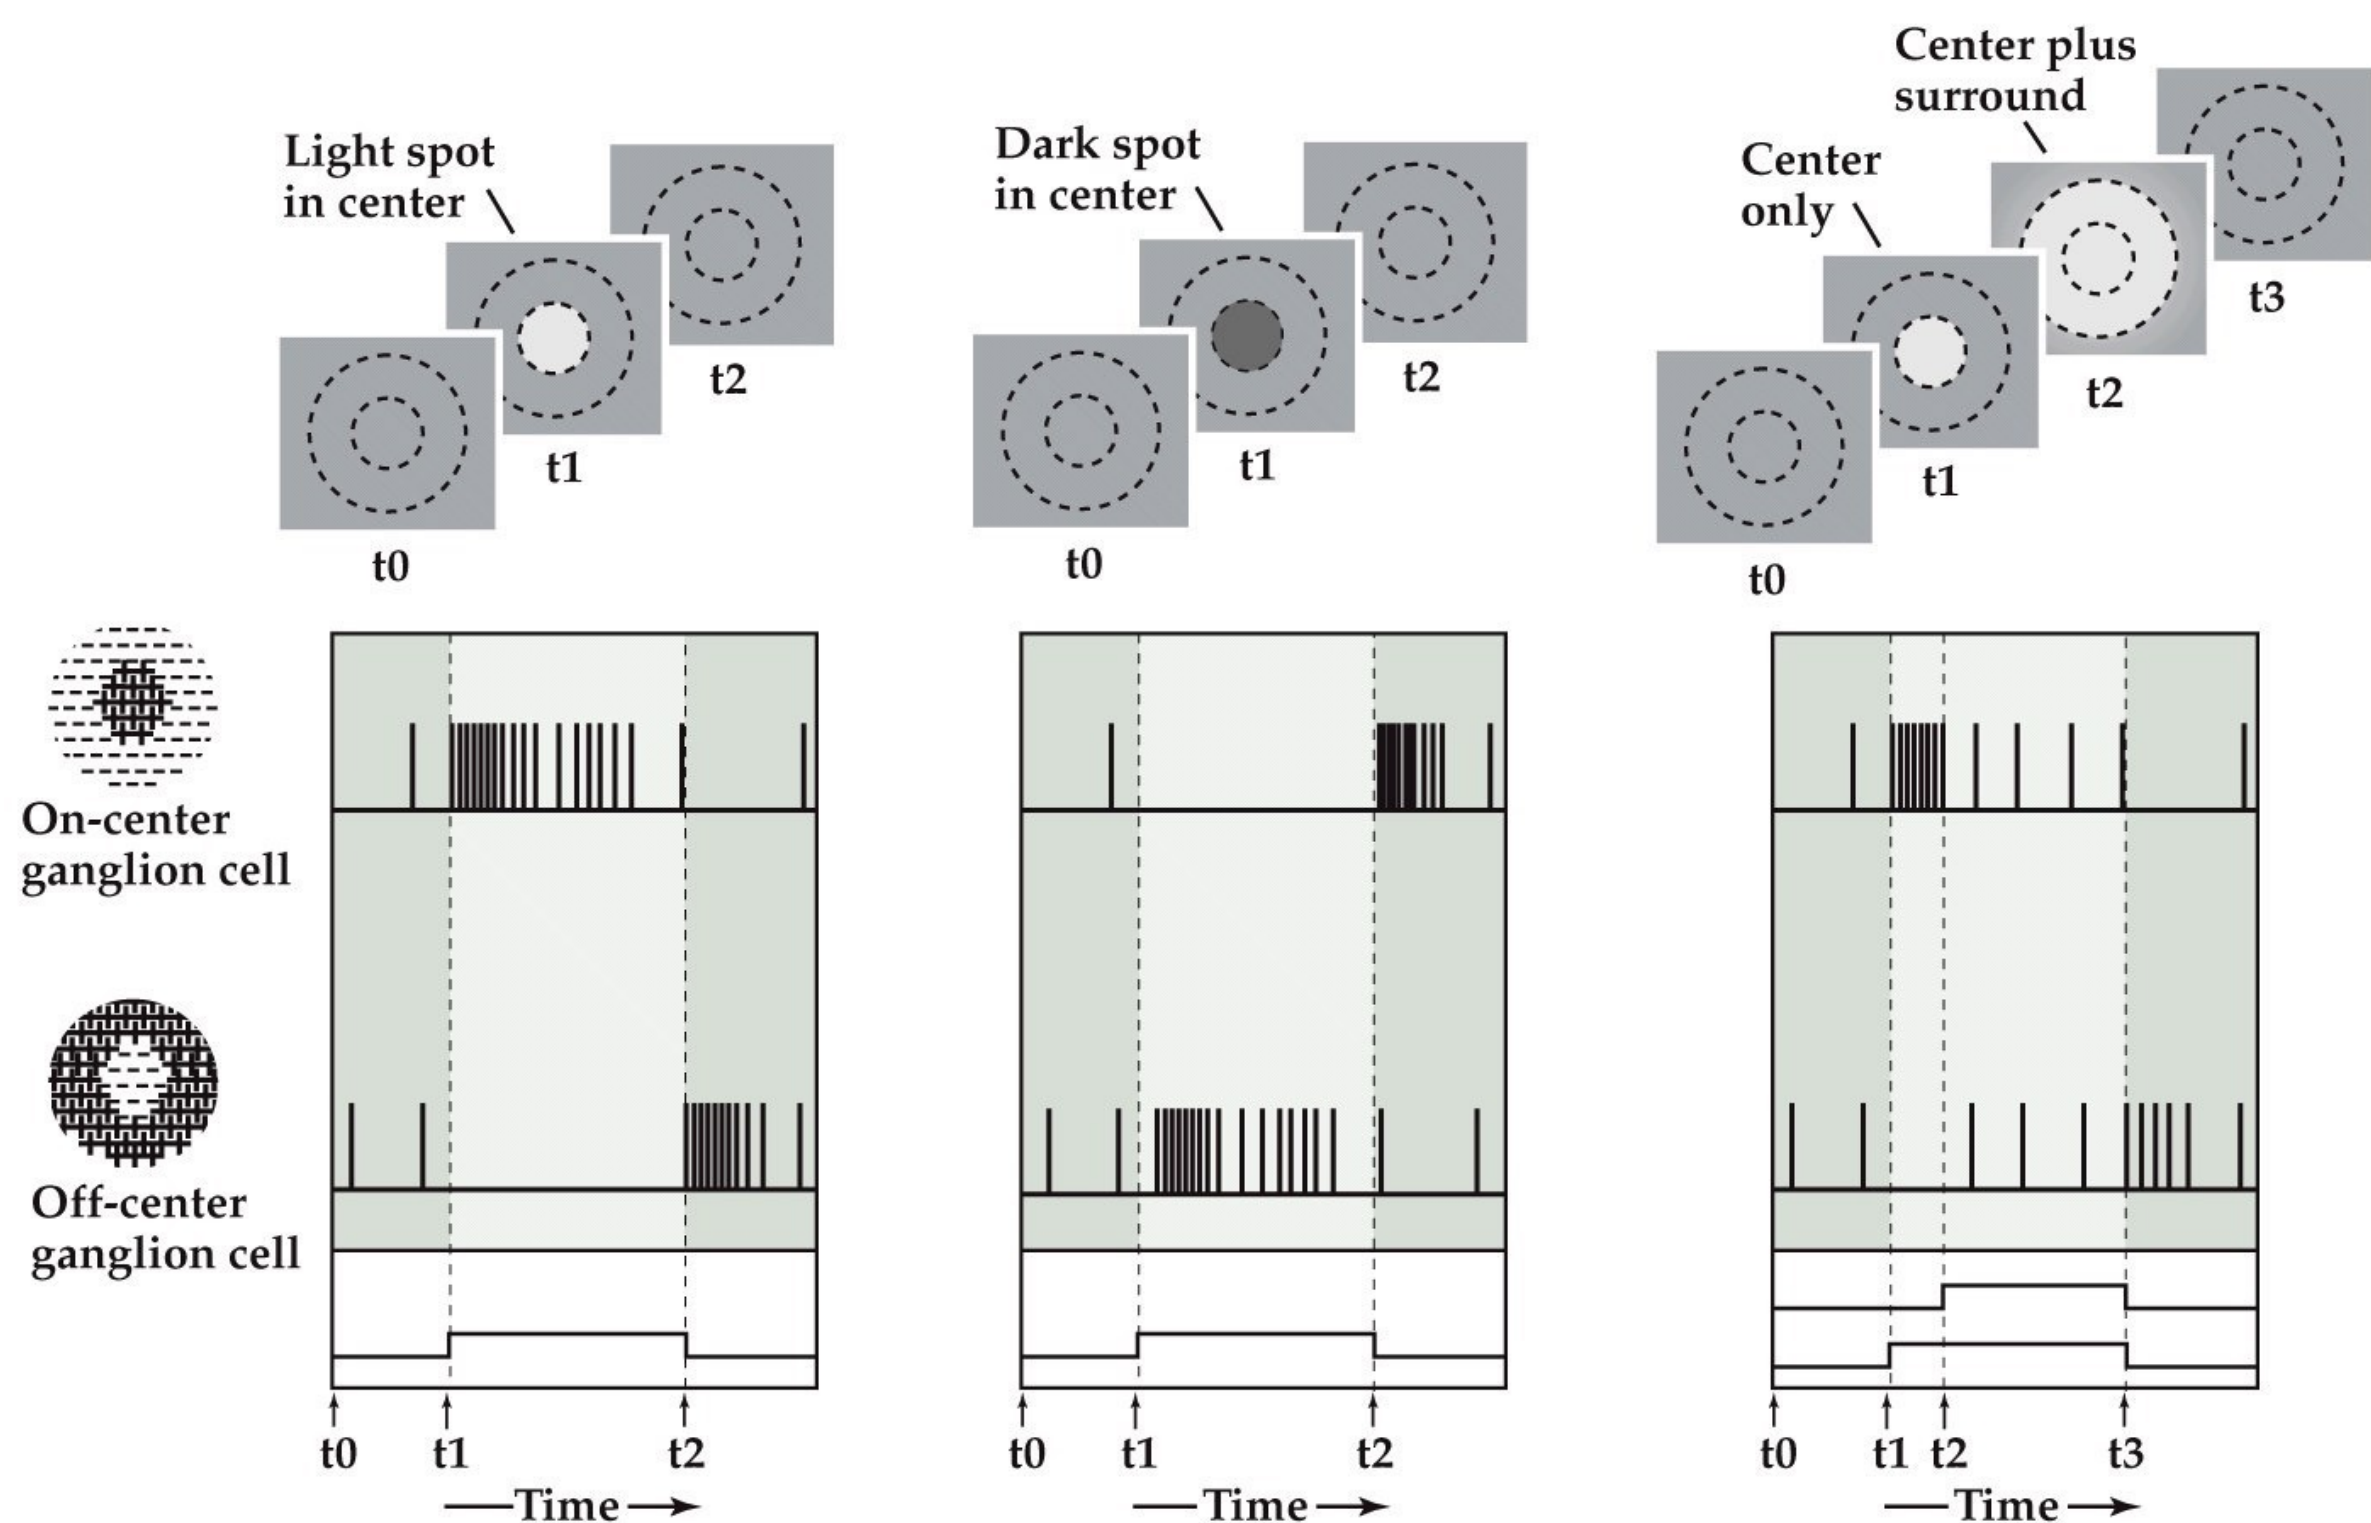 Light spot
in center
t0
t1
t2
Dark spot
in center
t0
t1
t2
Center
only
Center plus
surround
t0
t1
t2
t3
On-center
ganglion cell
Off-center
ganglion cell
t0 t1 t2
Time
t0 t1 t2
Time
t0 t1 t2 t3
Time